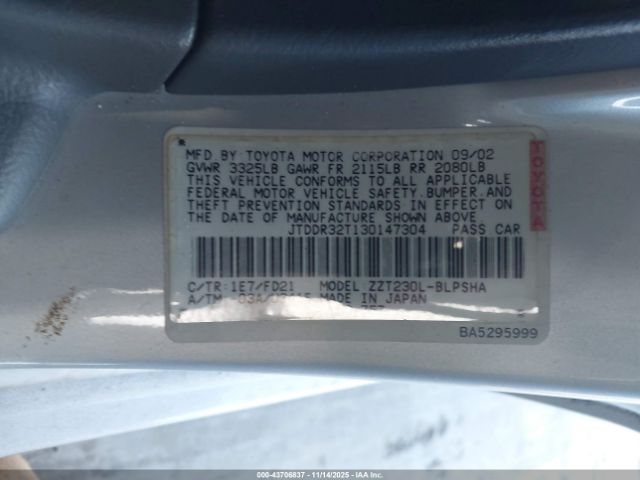 MFD BY TOYOTA MOTOR CORPORATION 09/02
GVWR 3325LB GAWR FR 2115LB RR 2080LB
THIS VEHICLE CONFORMS TO ALL APPLICABLE
FEDERAL MOTOR VEHICLE SAFETY, BUMPER, AND
THEFT PREVENTION STANDARDS IN EFFECT ON
THE DATE OF MANUFACTURE SHOWN ABOVE.
JTDDR32T130147304 PASS CAR
C/TR: 1E7/FD21 MODEL ZZT230L-BLPSHA
A/TM MADE IN JAPAN
BA5295999
TOYOTA
000-43706837 - 11/14/2025 - IAAI.COM